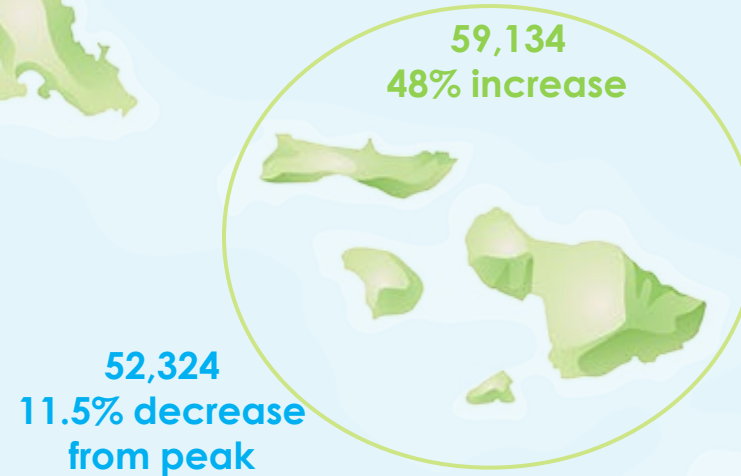 59,134
48% increase
52,324
11.5% decrease
from peak